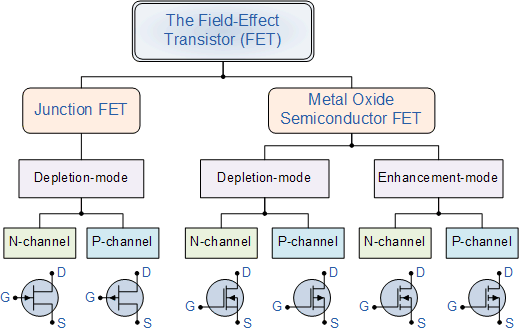 The Field-Effect
Transistor (FET)
Junction FET
Metal Oxide
Semiconductor FET
Depletion-mode
Depletion-mode
Enhancement-mode
N-channel
P-channel
N-channel
P-channel
N-channel
P-channel
D
D
D
D
D
D
G
G
G
G
G
G
S
S
S
S
S
S